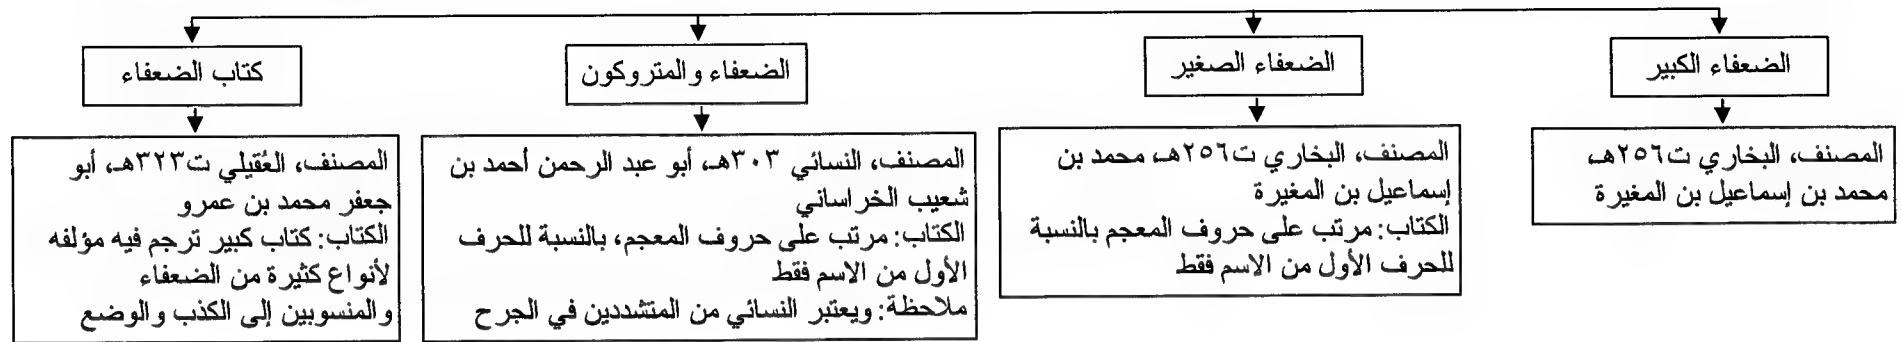 الضعفاء الكبير
المصنف، البخاري ت٢٥٦هـ،
محمد بن إسماعيل بن المغيرة
الضعفاء الصغير
المصنف، البخاري ت٢٥٦هـ، محمد بن
إسماعيل بن المغيرة
الكتاب: مرتب على حروف المعجم بالنسبة
للحرف الأول من الاسم فقط
الضعفاء والمتروكون
المصنف، النسائي ٣٠٣هـ، أبو عبد الرحمن أحمد بن
شعيب الخراساني
الكتاب: مرتب على حروف المعجم، بالنسبة للحرف
الأول من الاسم فقط
ملاحظة: ويعتبر النسائي من المتشددين في الجرح
كتاب الضعفاء
المصنف، العُقيلي ت٣٢٣هـ، أبو
جعفر محمد بن عمرو
الكتاب: كتاب كبير ترجم فيه مؤلفه
لأنواع كثيرة من الضعفاء
والمنسوبين إلى الكذب والوضع